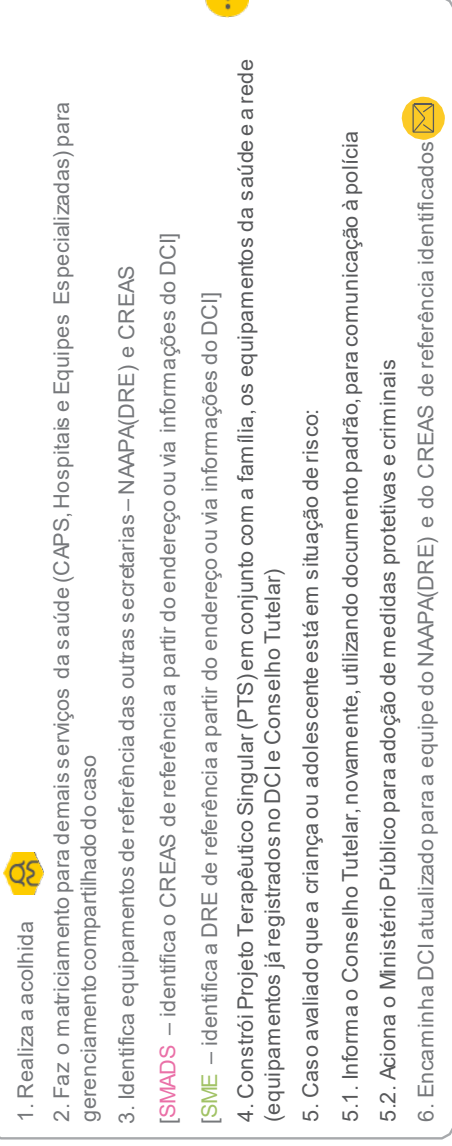 1. Realiza a acolhida
2. Faz o matriciamento para demais serviços da saúde (CAPS, Hospitais e Equipes Especializadas) para
gerenciamento compartilhado do caso
3. Identifica equipamentos de referência das outras secretarias – NAAPA(DRE) e CREAS
[SMADS – identifica o CREAS de referência a partir do endereço ou via informações do DCI]
[SME – identifica a DRE de referência a partir do endereço ou via informações do DCI]
4. Constrói Projeto Terapêutico Singular (PTS) em conjunto com a família, os equipamentos da saúde e a rede
(equipamentos já registrados no DCI e Conselho Tutelar)
5. Caso avaliado que a criança ou adolescente está em situação de risco:
5.1. Informa o Conselho Tutelar, novamente, utilizando documento padrão, para comunicação à polícia
5.2. Aciona o Ministério Público para adoção de medidas protetivas e criminais
6. Encaminha DCI atualizado para a equipe do NAAPA(DRE) e do CREAS de referência identificados